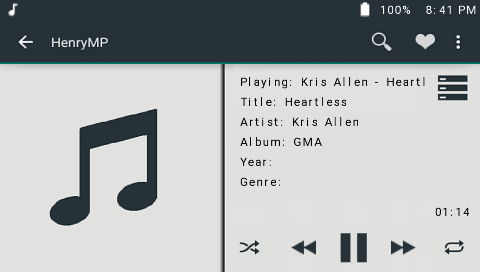 100% 8:41 PM
HenryMP
Playing: Kris Allen - Heartl
Title: Heartless
Artist: Kris Allen
Album: GMA
Year:
Genre:
01:14